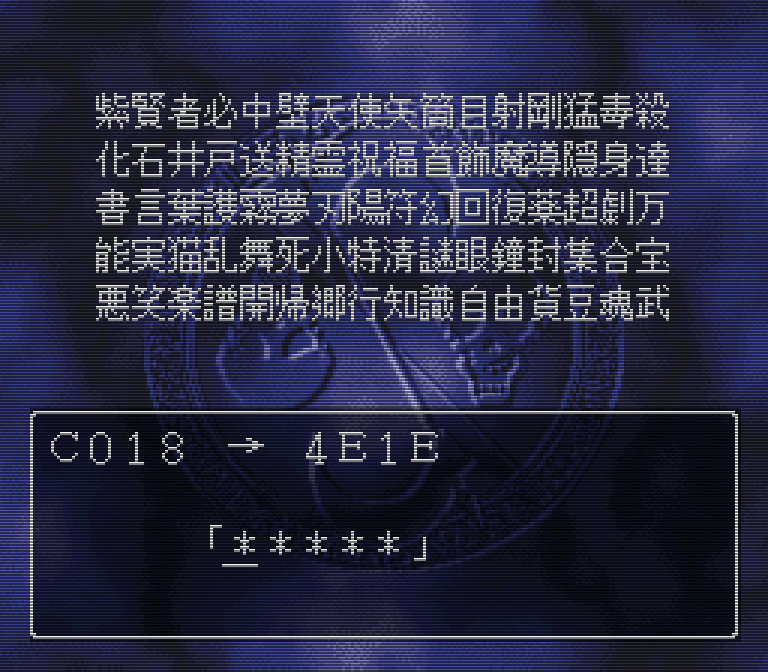 紫賢者必中壁天使矢筒目射剛猛毒殺
化石井戸送精霊祝福首飾魔導隠身達
書言葉護霧夢邪陽符幻回復薬超劇万
能実猫乱舞死小特清謎眼鐘封集合宝
悪笑楽譜開帰郷行知識自由貨豆魂武
C018 → 4E1E
「*****」